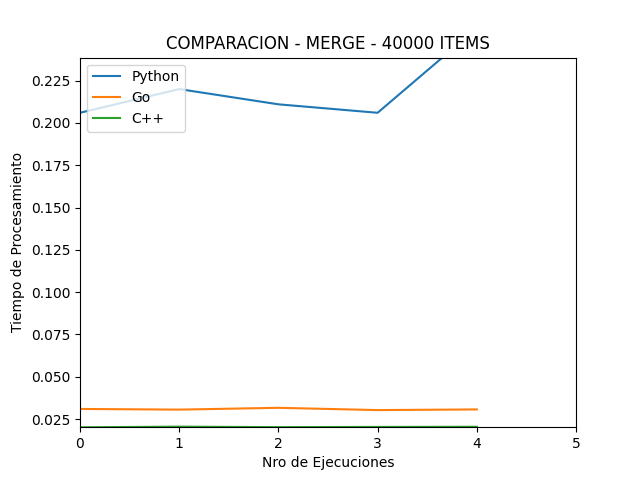 COMPARACION - MERGE - 40000 ITEMS
Python
Go
C++
0.225
0.200
0.175
0.150
0.125
0.100
0.075
0.050
0.025
Tiempo de Procesamiento
0 1 2 3 4 5
Nro de Ejecuciones